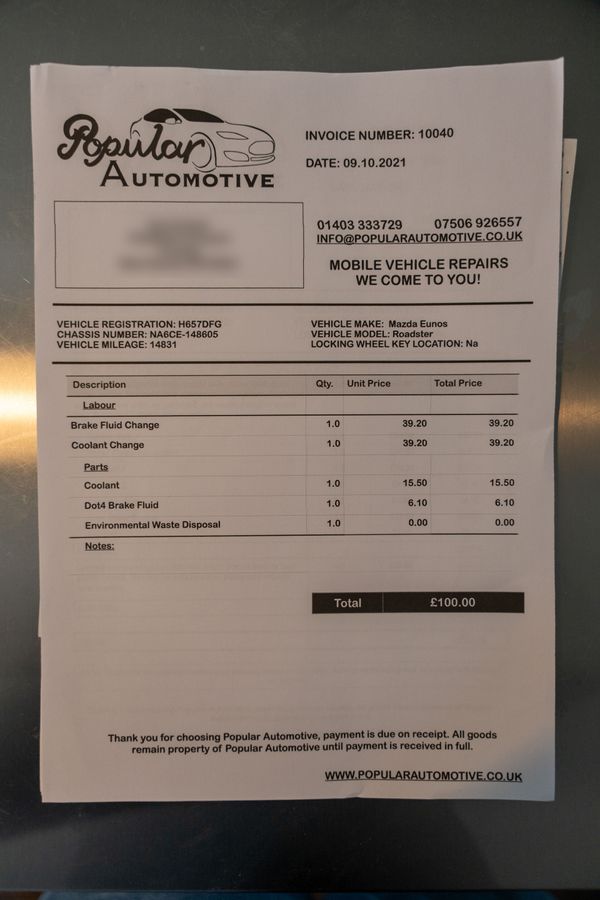 Popular
AUTOMOTIVE
INVOICE NUMBER: 10040
DATE: 09.10.2021
01403 333729 07506 926557
INFO@POPULARAUTOMOTIVE.CO.UK
MOBILE VEHICLE REPAIRS
WE COME TO YOU!
VEHICLE REGISTRATION: H657DFG
CHASSIS NUMBER: NA6CE-148605
VEHICLE MILEAGE: 14831
VEHICLE MAKE: Mazda Eunos
VEHICLE MODEL: Roadster
LOCKING WHEEL KEY LOCATION: Na
Description Qty. Unit Price Total Price
Labour
Brake Fluid Change 1.0 39.20 39.20
Coolant Change 1.0 39.20 39.20
Parts
Coolant 1.0 15.50 15.50
Dot4 Brake Fluid 1.0 6.10 6.10
Environmental Waste Disposal 1.0 0.00 0.00
Notes:
Total £100.00
Thank you for choosing Popular Automotive, payment is due on receipt. All goods
remain property of Popular Automotive until payment is received in full.
WWW.POPULARAUTOMOTIVE.CO.UK